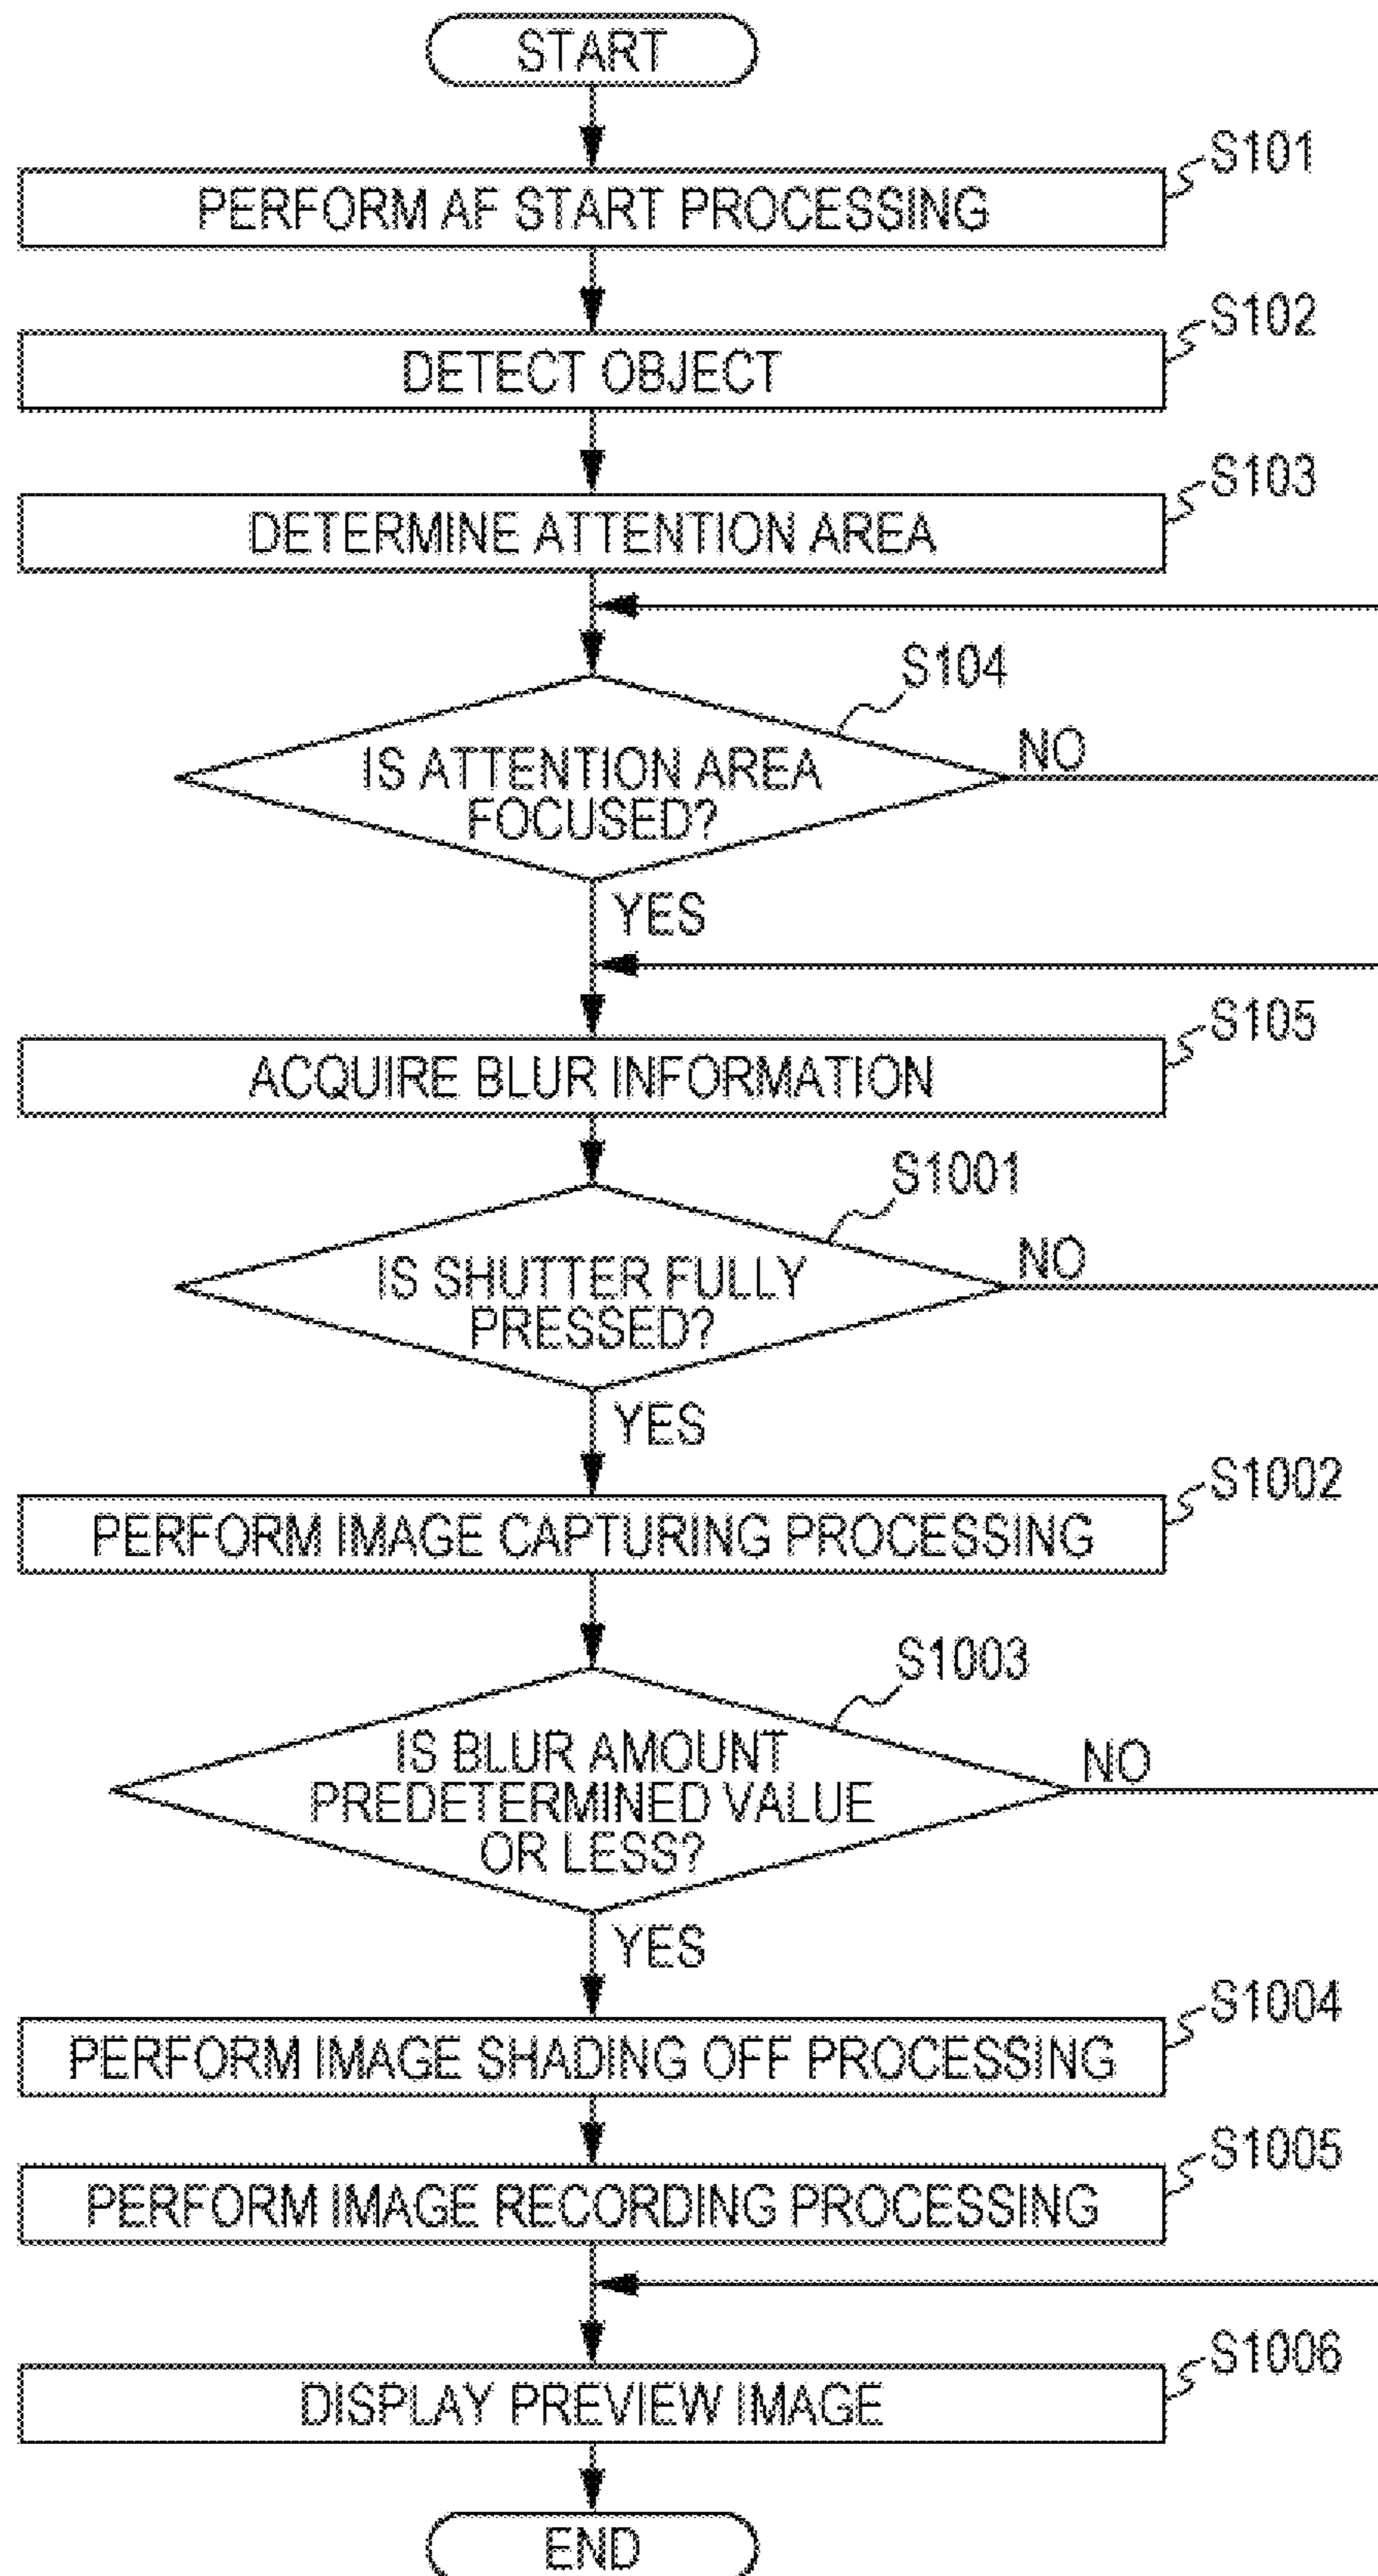 START
S101
PERFORM AF START PROCESSING
S102
DETECT OBJECT
S103
DETERMINE ATTENTION AREA
S104
IS ATTENTION AREA
FOCUSED?
NO
YES
S105
ACQUIRE BLUR INFORMATION
S1001
IS SHUTTER FULLY
PRESSED?
NO
YES
S1002
PERFORM IMAGE CAPTURING PROCESSING
S1003
IS BLUR AMOUNT
PREDETERMINED VALUE
OR LESS?
NO
YES
S1004
PERFORM IMAGE SHADING OFF PROCESSING
S1005
PERFORM IMAGE RECORDING PROCESSING
S1006
DISPLAY PREVIEW IMAGE
END